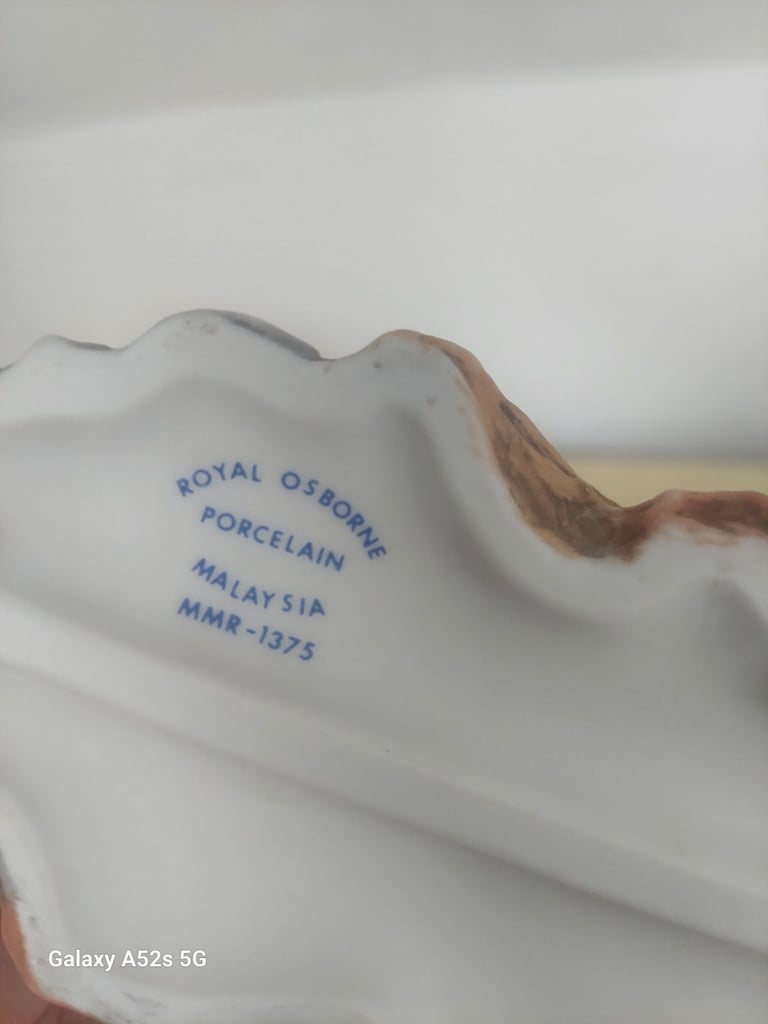 ROYAL OSBORNE
PORCELAIN
MALAYSIA
MMR-1375
Galaxy A52s 5G